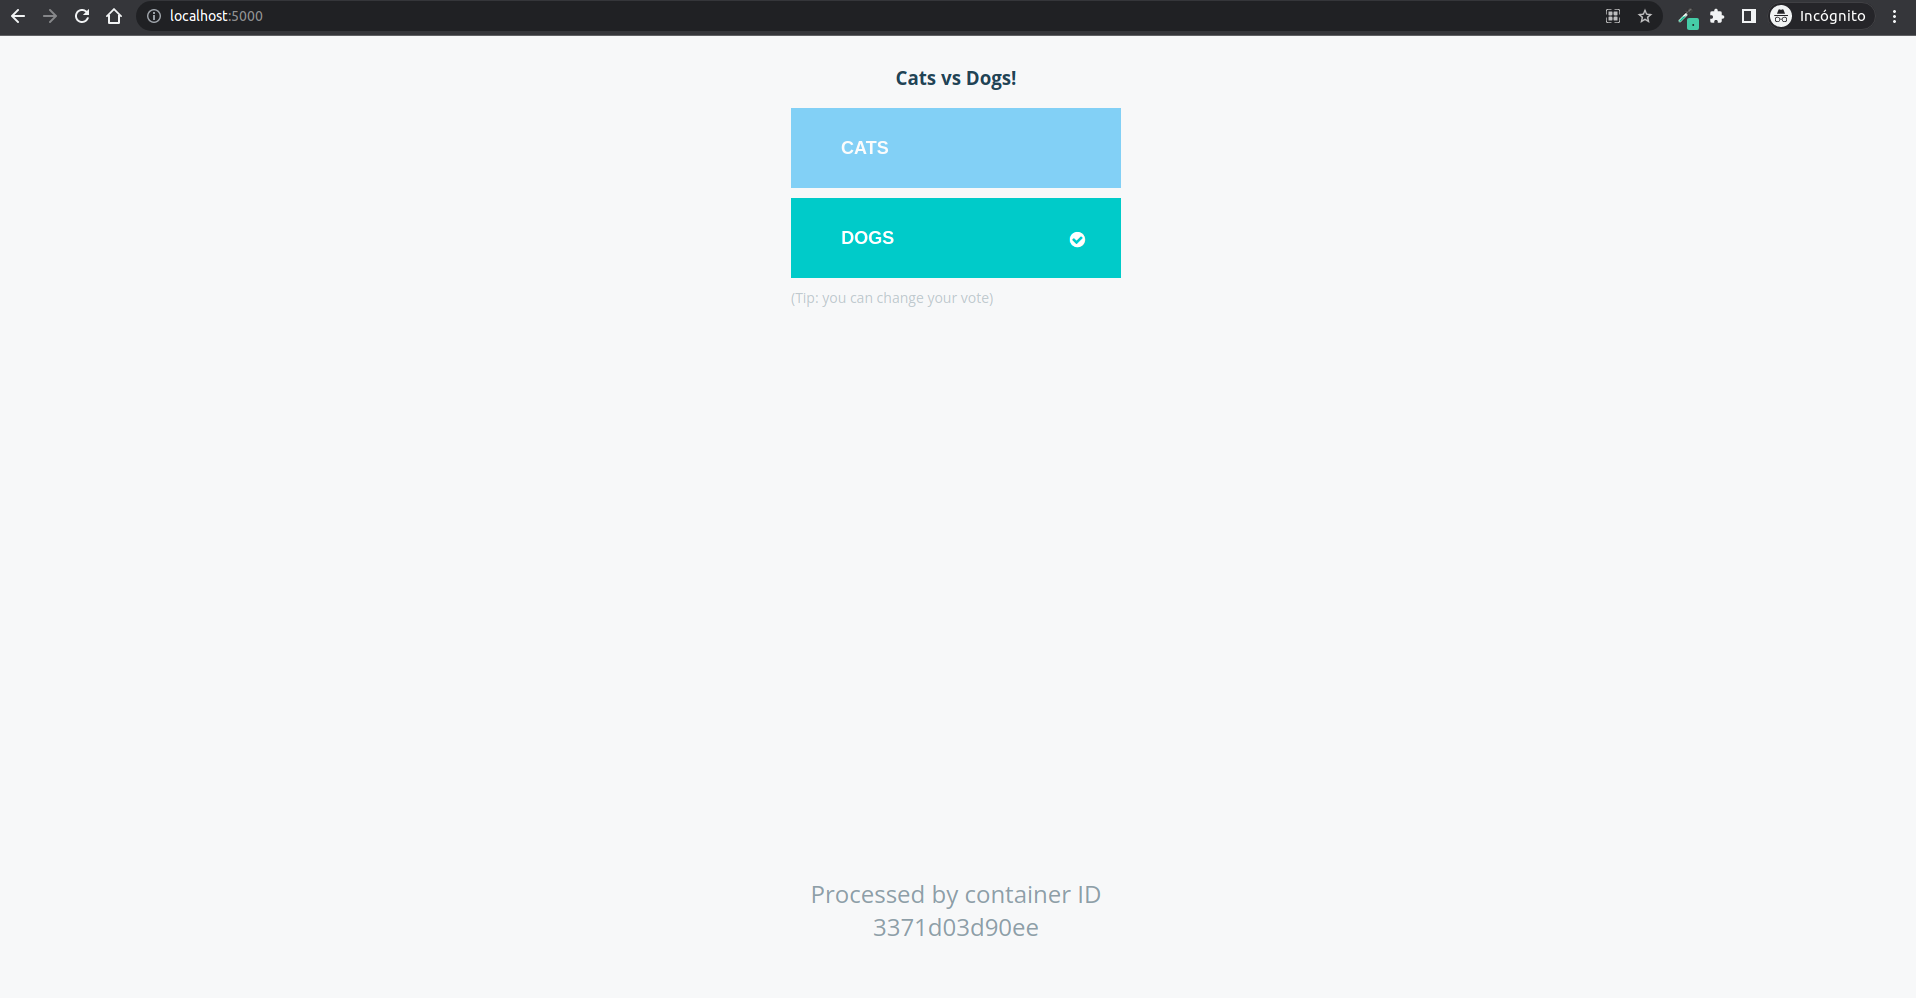 localhost:5000
Incógnito
Cats vs Dogs!
CATS
DOGS
(Tip: you can change your vote)
Processed by container ID
3371d03d90ee